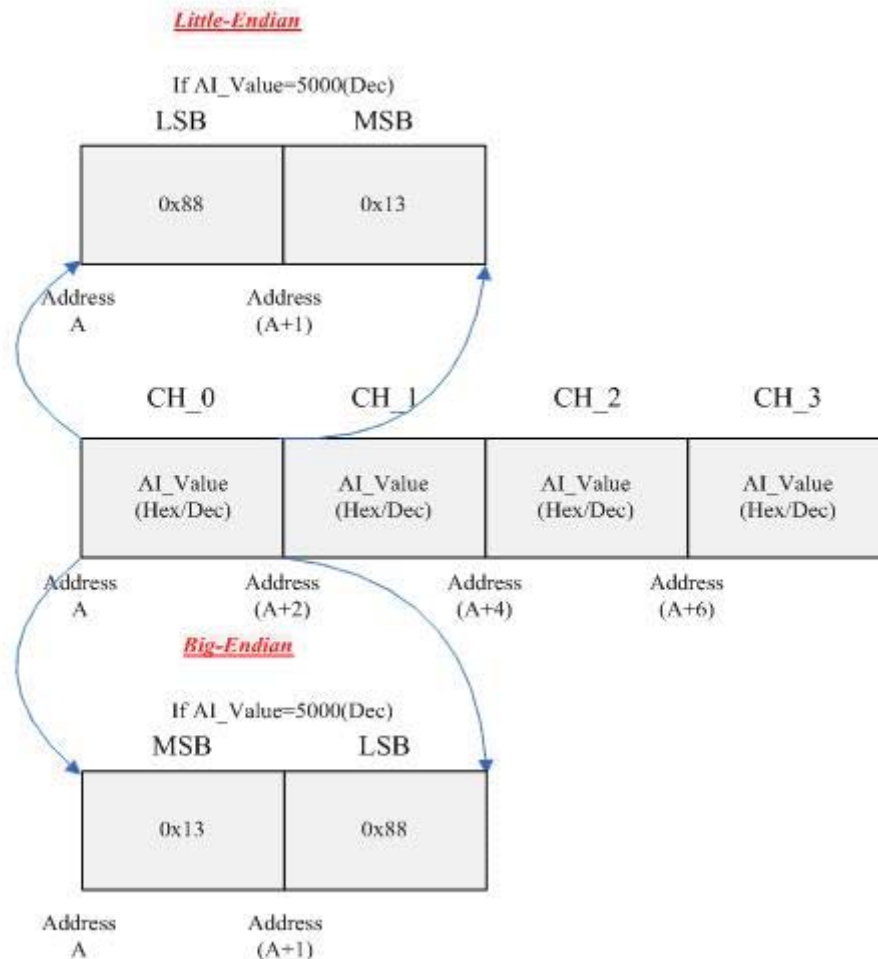 Little-Endian
If AI_Value=5000(Dec)
LSB MSB
0x88 0x13
Address Address
A (A+1)
CH_0 CH_1 CH_2 CH_3
AI_Value AI_Value AI_Value AI_Value
(Hex/Dec) (Hex/Dec) (Hex/Dec) (Hex/Dec)
Address Address Address Address
A (A+2) (A+4) (A+6)
Big-Endian
If AI_Value=5000(Dec)
MSB LSB
0x13 0x88
Address Address
A (A+1)